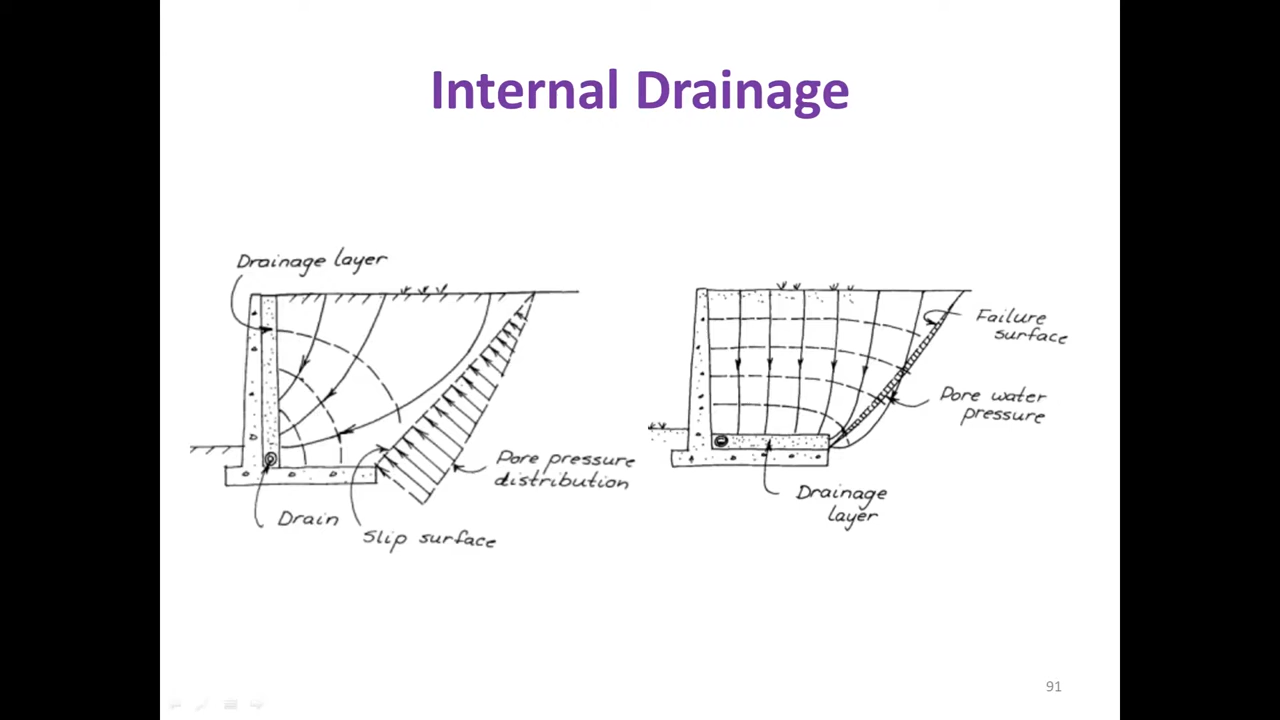 Internal Drainage
Drainage layer
Drain
Slip surface
Pore pressure
distribution
Failure
surface
Pore water
pressure
Drainage
layer
91